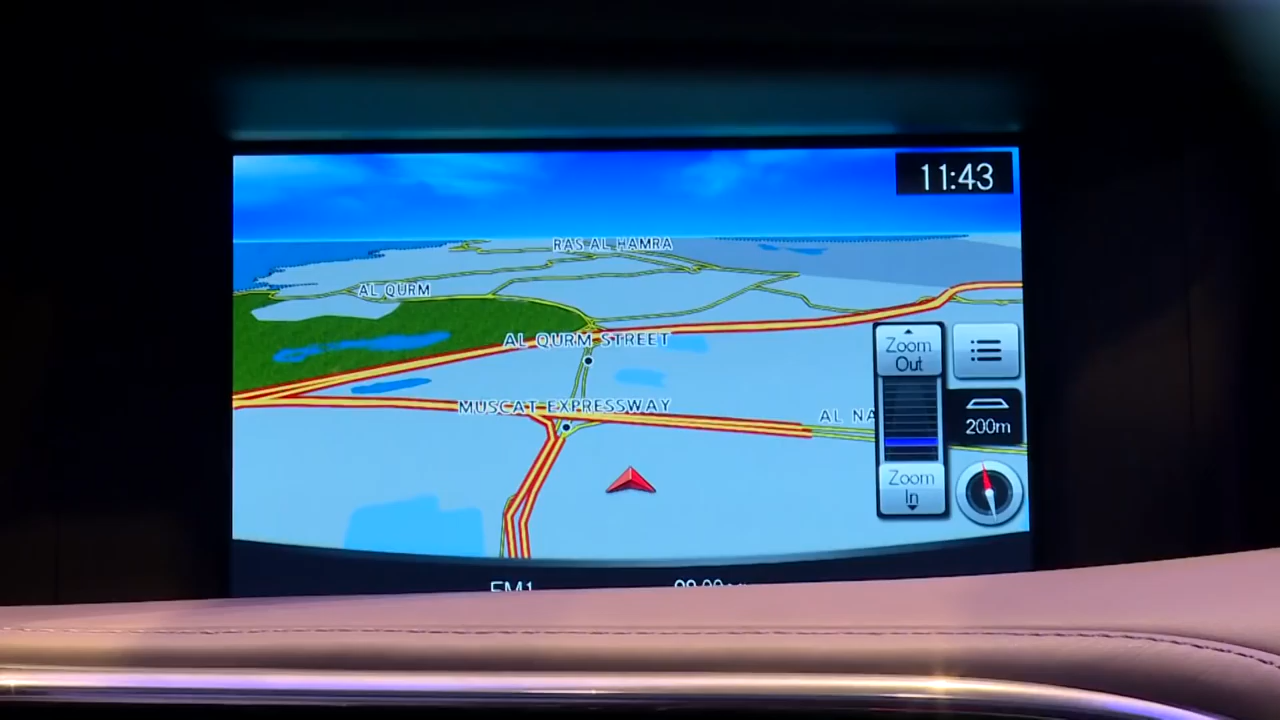 11:43
RAS AL HAMRA
AL QURM
AL QURM STREET
Zoom
Out
MUSCAT EXPRESSWAY
AL NA
200m
Zoom
In
FM1